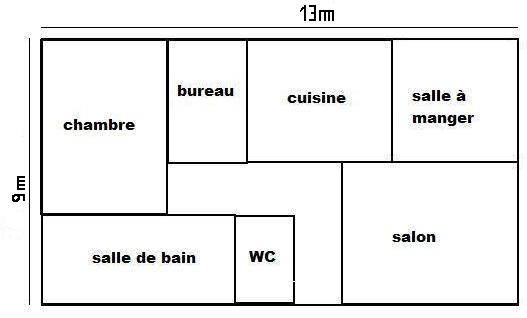 13m
bureau
cuisine
salle à
manger
chambre
9m
salon
salle de bain
WC